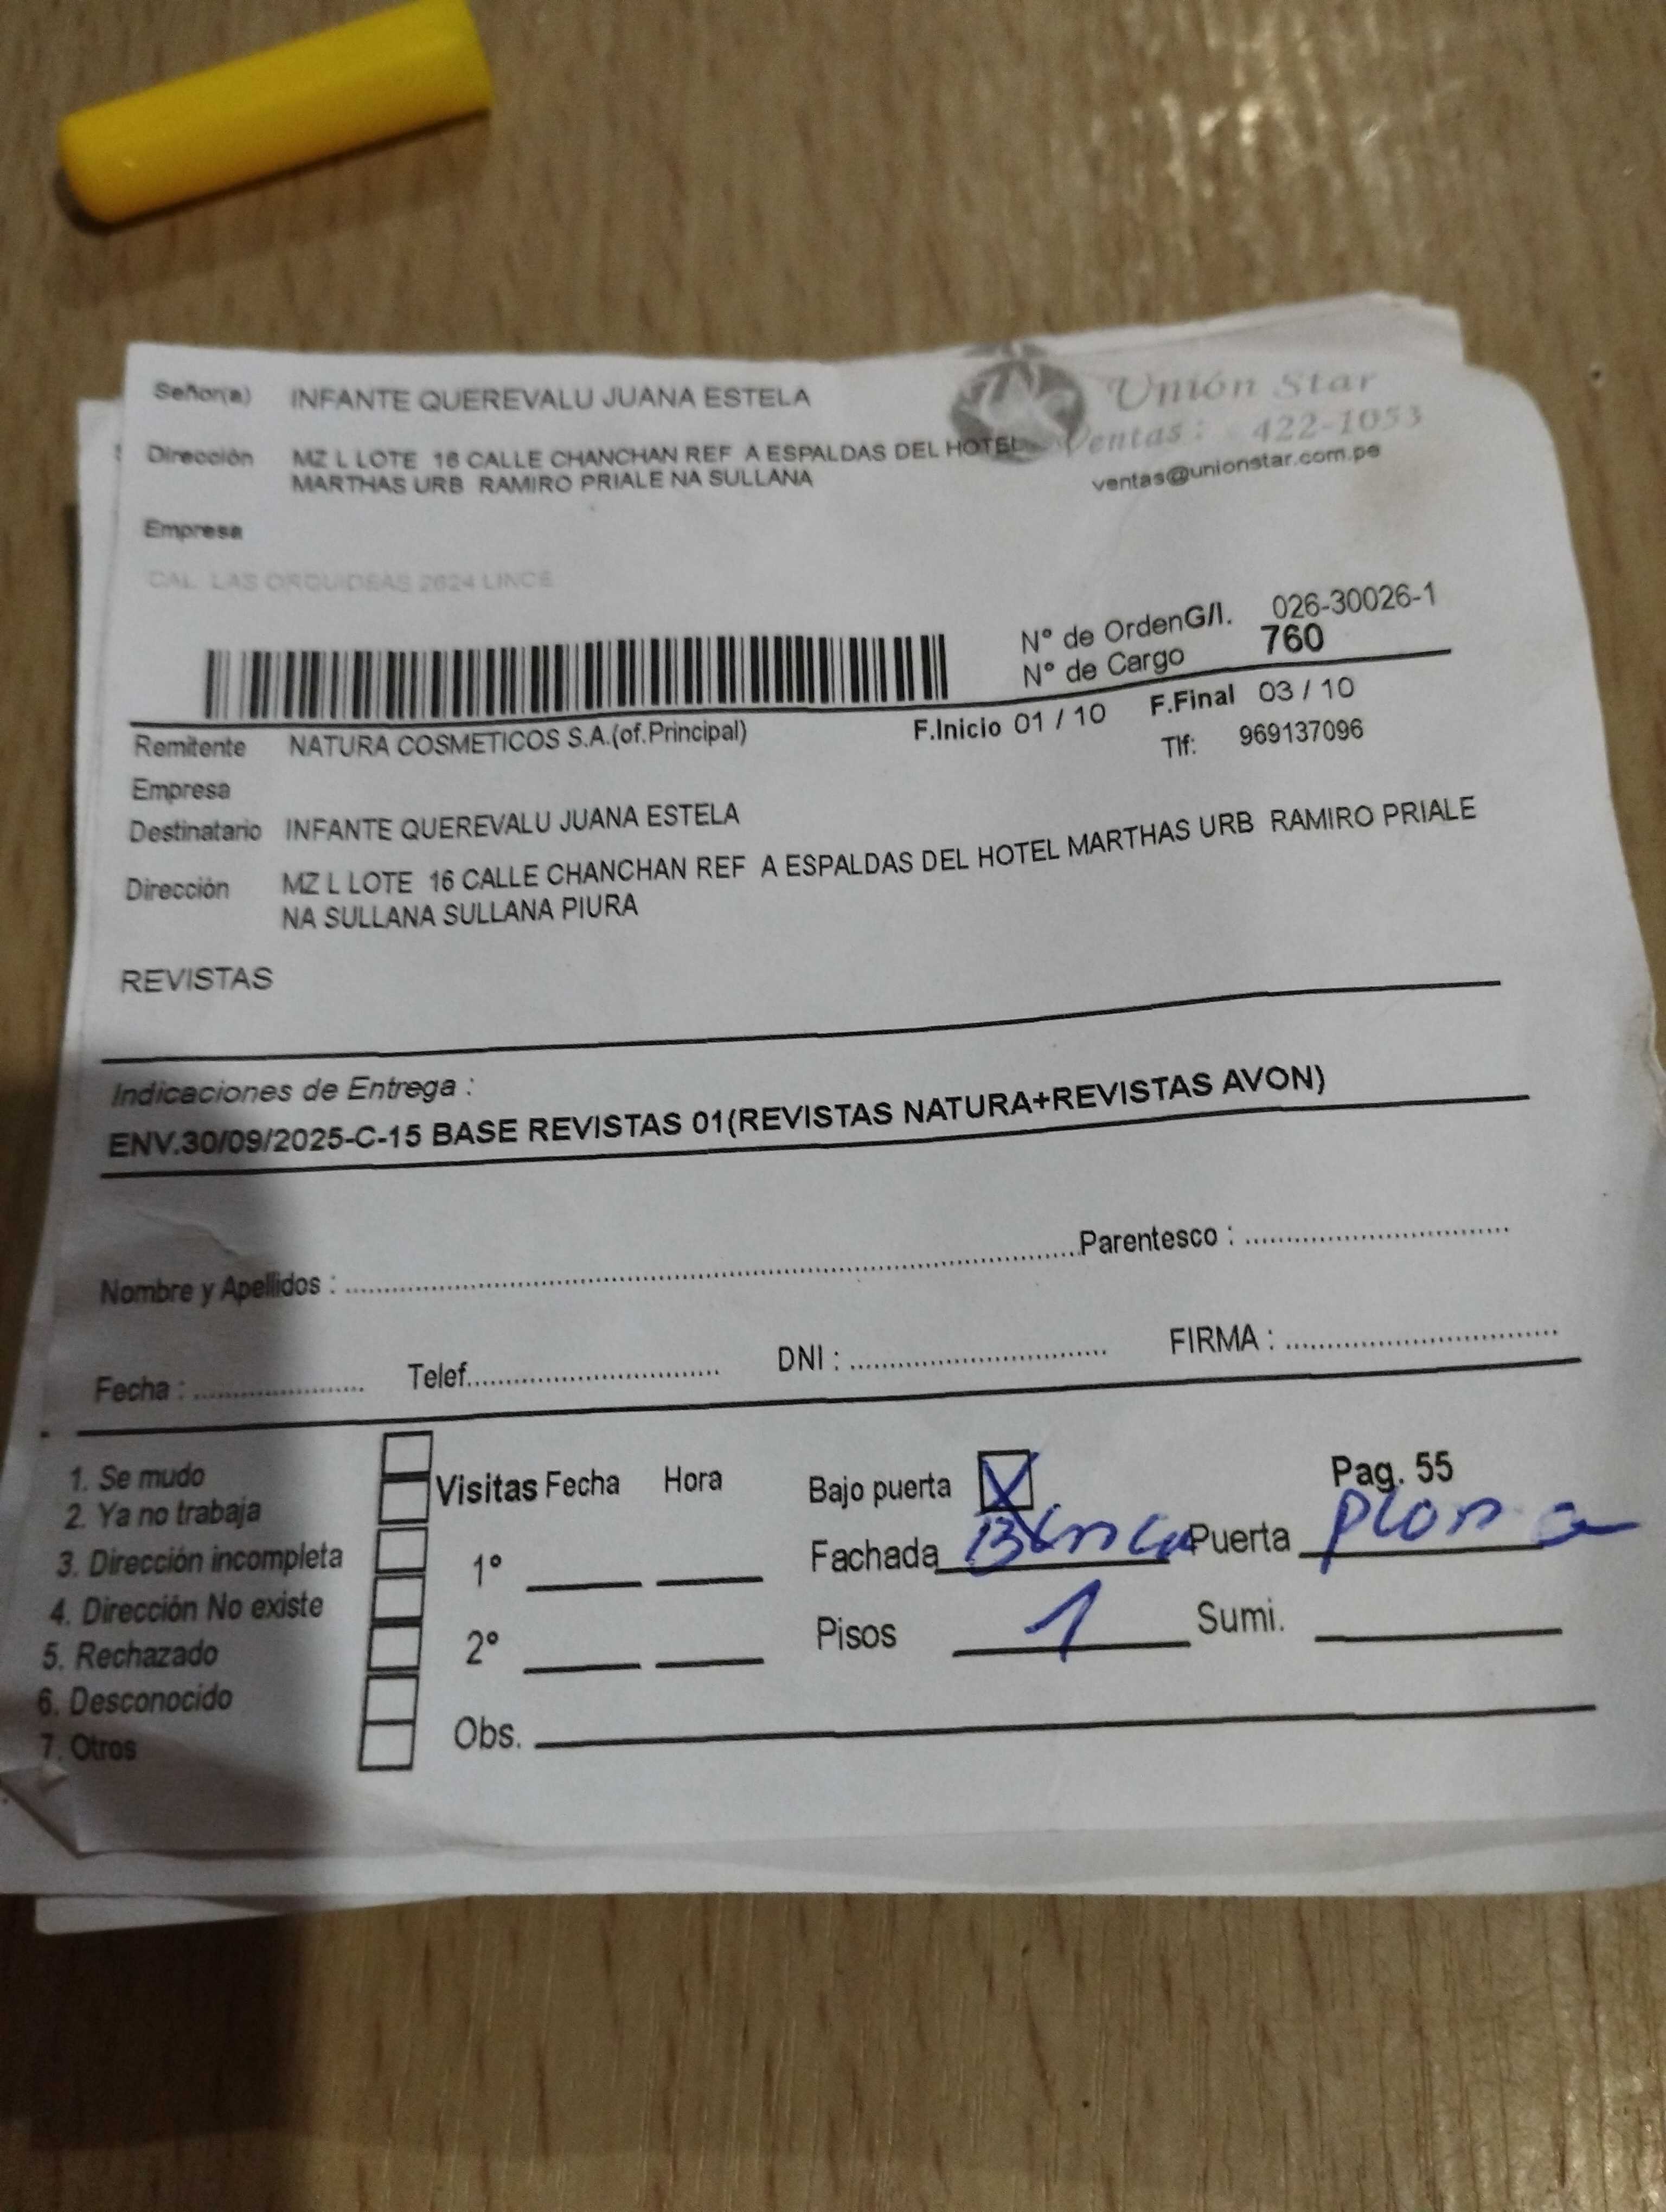 Señor(a) INFANTE QUEREVALU JUANA ESTELA
Unión Star
Dirección MZ L LOTE 16 CALLE CHANCHAN REF A ESPALDAS DEL HOTEL
Ventas: 422-1053
MARTHAS URB RAMIRO PRIALE NA SULLANA
ventas@unionstar.com.pe
Empresa
CAL. LAS ORQUIDEAS 2624 LINCE
N° de OrdenG/I. 026-30026-1
N° de Cargo 760
F.Inicio 01 / 10 F.Final 03 / 10
Remitente NATURA COSMETICOS S.A.(of.Principal)
Tlf: 969137096
Empresa
Destinatario INFANTE QUEREVALU JUANA ESTELA
Dirección MZ L LOTE 16 CALLE CHANCHAN REF A ESPALDAS DEL HOTEL MARTHAS URB RAMIRO PRIALE
NA SULLANA SULLANA PIURA
REVISTAS
Indicaciones de Entrega :
ENV.30/09/2025-C-15 BASE REVISTAS 01(REVISTAS NATURA+REVISTAS AVON)
Nombre y Apellidos : Parentesco :
Fecha : Telef. DNI : FIRMA :
1. Se mudo
2. Ya no trabaja
3. Dirección incompleta
4. Dirección No existe
5. Rechazado
6. Desconocido
7. Otros
Visitas Fecha Hora
1°
2°
Obs.
Bajo puerta X Pag. 55
Fachada Puerta
Pisos 1 Sumi.